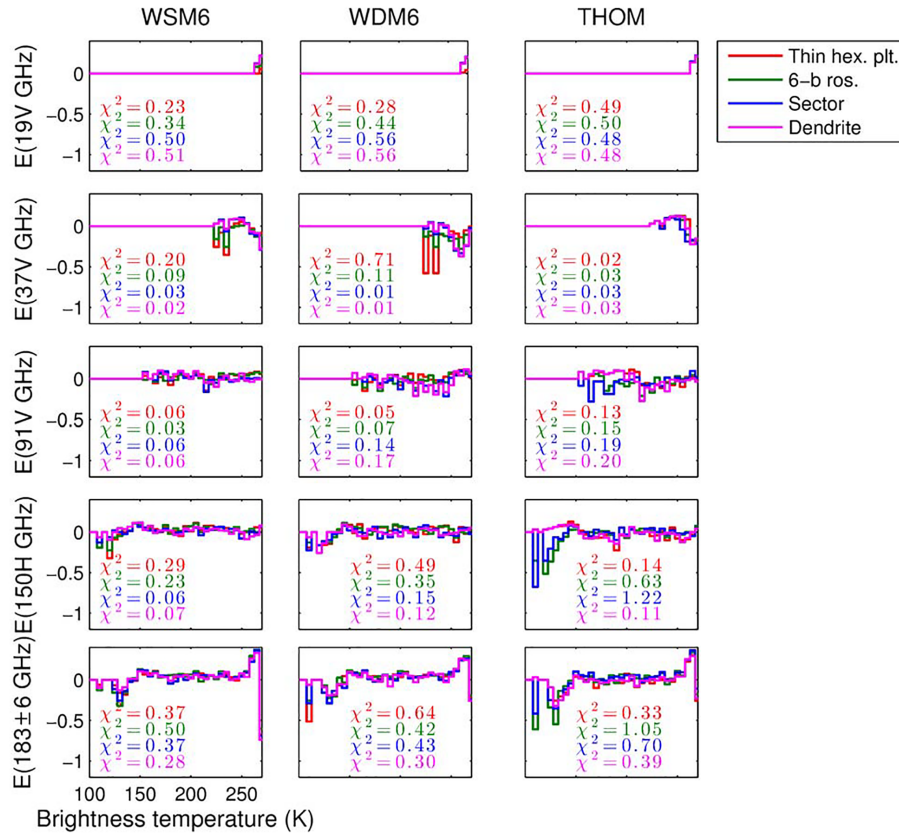 WSM6 WDM6 THOM
Thin hex. plt.
6−b ros.
Sector
Dendrite
E(19V GHz)
0
−0.5
−1
χ² = 0.23
χ² = 0.34
χ² = 0.50
χ² = 0.51
χ² = 0.28
χ² = 0.44
χ² = 0.56
χ² = 0.56
χ² = 0.49
χ² = 0.50
χ² = 0.48
χ² = 0.48
E(37V GHz)
0
−0.5
−1
χ² = 0.20
χ² = 0.09
χ² = 0.03
χ² = 0.02
χ² = 0.71
χ² = 0.11
χ² = 0.01
χ² = 0.01
χ² = 0.02
χ² = 0.03
χ² = 0.03
χ² = 0.03
E(91V GHz)
0
−0.5
−1
χ² = 0.06
χ² = 0.03
χ² = 0.06
χ² = 0.06
χ² = 0.05
χ² = 0.07
χ² = 0.14
χ² = 0.17
χ² = 0.13
χ² = 0.15
χ² = 0.19
χ² = 0.20
E(150H GHz)
0
−0.5
−1
χ² = 0.29
χ² = 0.23
χ² = 0.06
χ² = 0.07
χ² = 0.49
χ² = 0.35
χ² = 0.15
χ² = 0.12
χ² = 0.14
χ² = 0.63
χ² = 1.22
χ² = 0.11
E(183±6 GHz)
0
−0.5
−1
χ² = 0.37
χ² = 0.50
χ² = 0.37
χ² = 0.28
χ² = 0.64
χ² = 0.42
χ² = 0.43
χ² = 0.30
χ² = 0.33
χ² = 1.05
χ² = 0.70
χ² = 0.39
100 150 200 250
Brightness temperature (K)